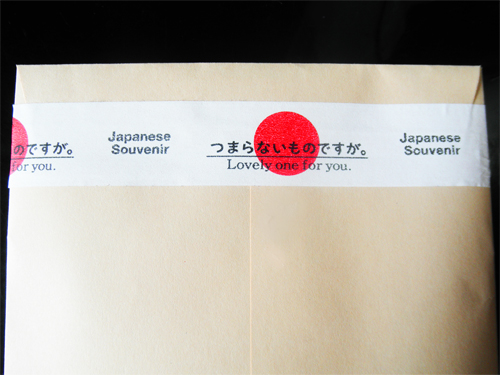 のですが。
for you.
Japanese
Souvenir
つまらないものですが。
Lovely one for you.
Japanese
Souvenir